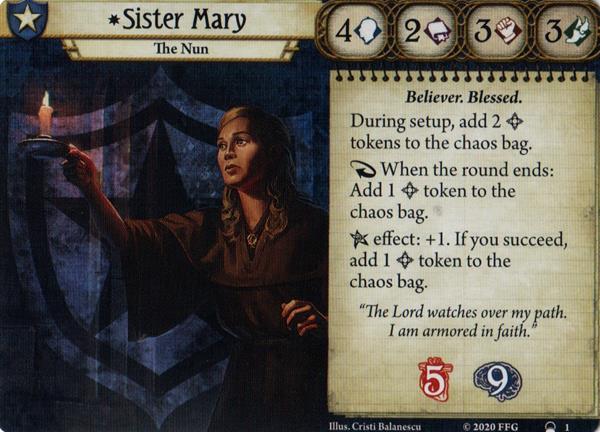 Sister Mary
The Nun
4 2 3 3
Believer. Blessed.
During setup, add 2 tokens to the chaos bag.
When the round ends:
Add 1 token to the
chaos bag.
effect: +1. If you succeed,
add 1 token to the
chaos bag.
“The Lord watches over my path.
I am armored in faith.”
5 9
Illus. Cristi Balanescu © 2020 FFG 1